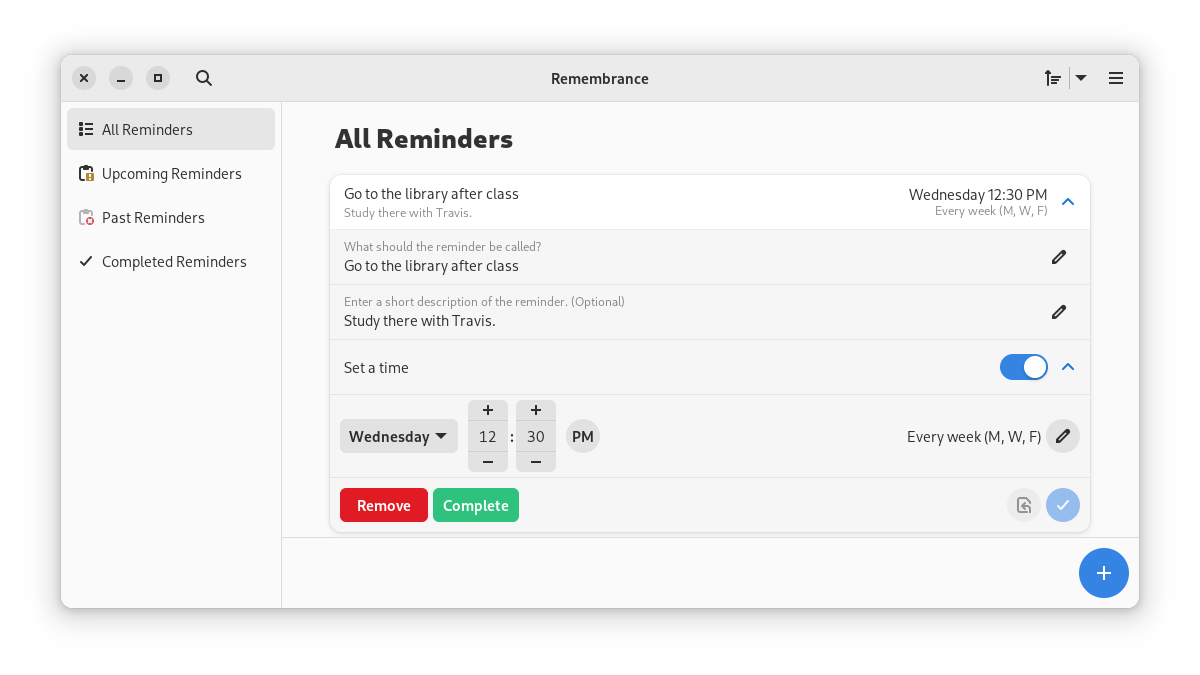 Remembrance
All Reminders
Upcoming Reminders
Past Reminders
Completed Reminders
All Reminders
Go to the library after class
Study there with Travis.
Wednesday 12:30 PM
Every week (M, W, F)
What should the reminder be called?
Go to the library after class
Enter a short description of the reminder. (Optional)
Study there with Travis.
Set a time
Wednesday 12 : 30 PM Every week (M, W, F)
Remove Complete